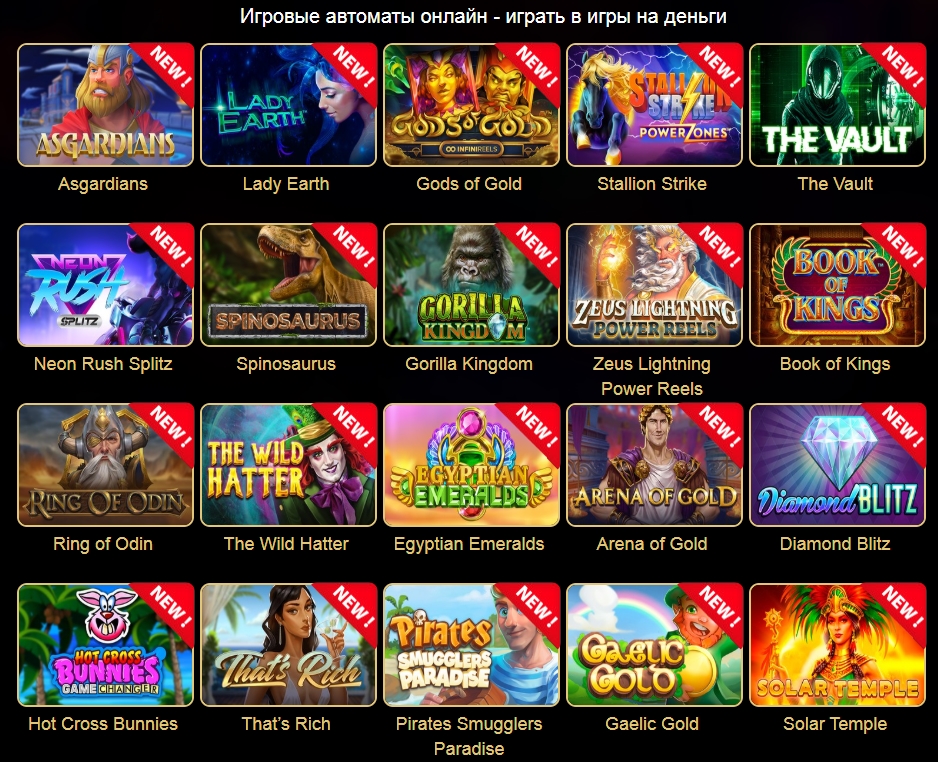 Игровые автоматы онлайн - играть в игры на деньги
NEW! NEW! NEW! NEW! NEW!
ASGARDIANS
LADY
EARTH
GODS OF GOLD
INFINIREELS
STALLION
STRIKE
POWERZONES
THE VAULT
Asgardians Lady Earth Gods of Gold Stallion Strike The Vault
NEW! NEW! NEW! NEW! NEW!
NEON
RUSH
SPLITZ
SPINOSAURUS
GORILLA
KINGDOM
ZEUS LIGHTNING
POWER REELS
BOOK
OF
KINGS
Neon Rush Splitz Spinosaurus Gorilla Kingdom Zeus Lightning Book of Kings
Power Reels
NEW! NEW! NEW! NEW! NEW!
RING OF ODIN
THE WILD
HATTER
EGYPTIAN
EMERALDS
ARENA OF GOLD
Diamond BLITZ
Ring of Odin The Wild Hatter Egyptian Emeralds Arena of Gold Diamond Blitz
NEW! NEW! NEW! NEW! NEW!
HOT CROSS
BUNNIES
GAME CHANGER
That's Rich
Pirates
SMUGGLERS
PARADISE
GAELIC
GOLD
SOLAR TEMPLE
Hot Cross Bunnies That’s Rich Pirates Smugglers Gaelic Gold Solar Temple
Paradise